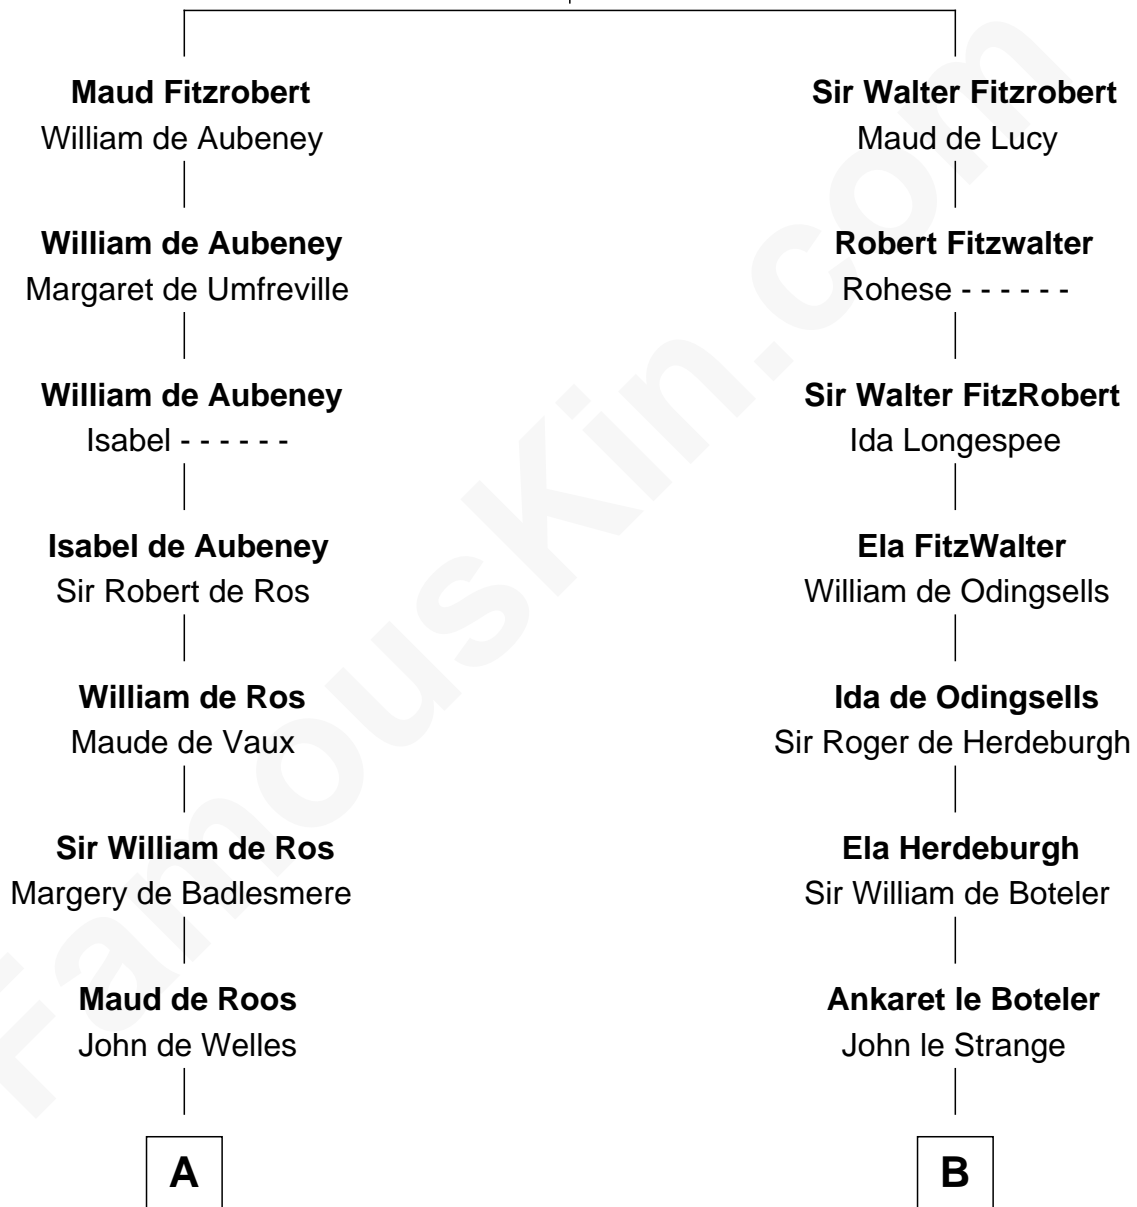 Maud Fitzrobert
William de Aubeney
William de Aubeney
Margaret de Umfreville
William de Aubeney
Isabel - - - - - -
Isabel de Aubeney
Sir Robert de Ros
William de Ros
Maude de Vaux
Sir William de Ros
Margery de Badlesmere
Maud de Roos
John de Welles
A
Sir Walter Fitzrobert
Maud de Lucy
Robert Fitzwalter
Rohese - - - - - -
Sir Walter FitzRobert
Ida Longespee
Ela FitzWalter
William de Odingsells
Ida de Odingsells
Sir Roger de Herdeburgh
Ela Herdeburgh
Sir William de Boteler
Ankaret le Boteler
John le Strange
B
FamousKin.com